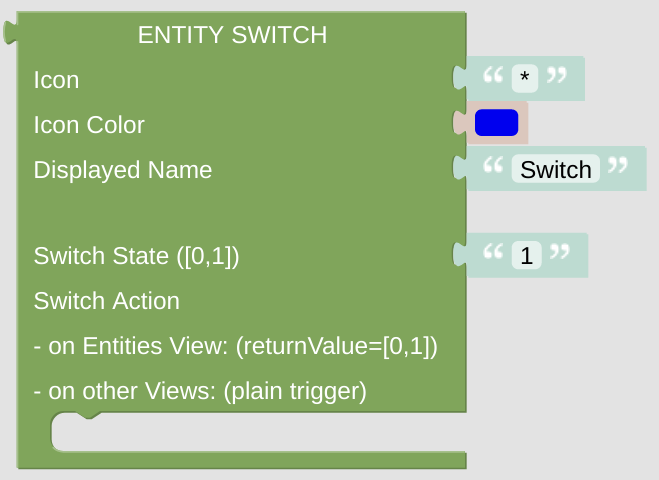 ENTITY SWITCH
Icon “ * ”
Icon Color
Displayed Name “ Switch ”
Switch State ([0,1]) “ 1 ”
Switch Action
- on Entities View: (returnValue=[0,1])
- on other Views: (plain trigger)